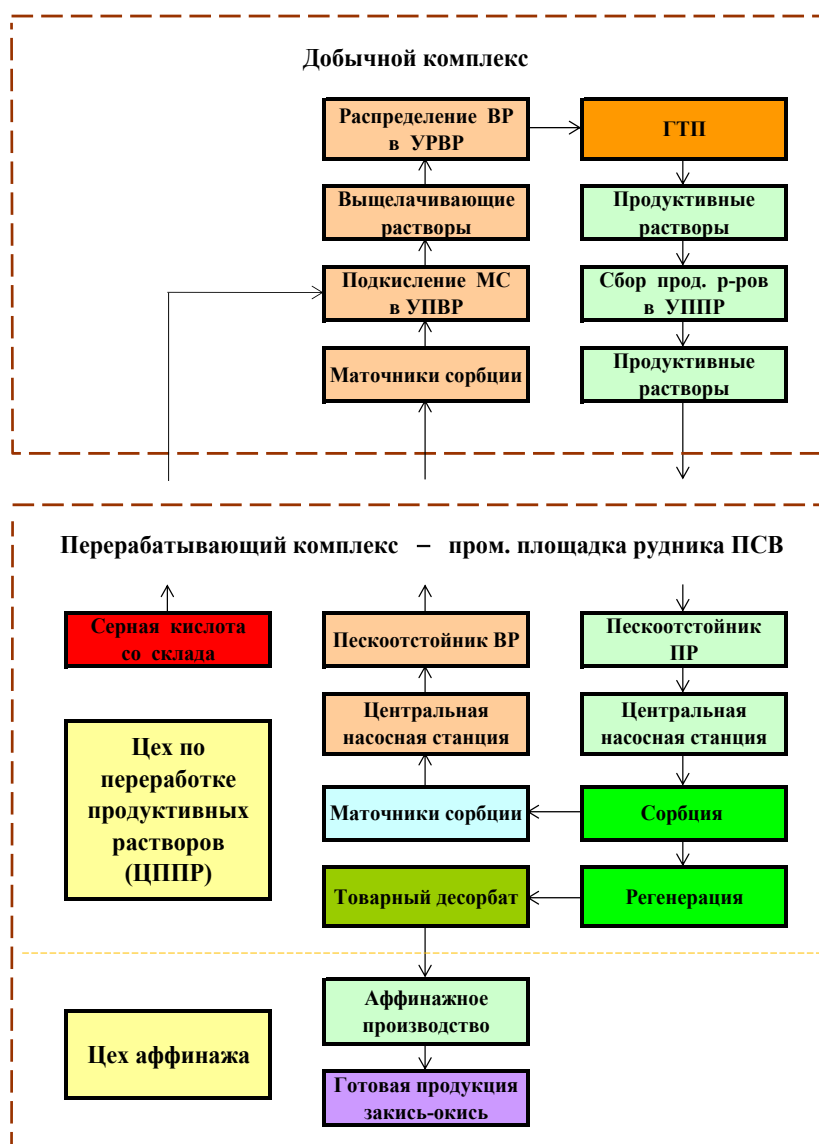 Добычной комплекс
Распределение ВР
в УРВР
ГТП
Выщелачивающие
растворы
Продуктивные
растворы
Подкисление МС
в УПВР
Сбор прод. р-ров
в УППР
Маточники сорбции
Продуктивные
растворы
Перерабатывающий комплекс – пром. площадка рудника ПСВ
Серная кислота
со склада
Пескоотстойник ВР
Пескоотстойник
ПР
Цех по
переработке
продуктивных
растворов
(ЦППР)
Центральная
насосная станция
Центральная
насосная станция
Маточники сорбции
Сорбция
Товарный десорбат
Регенерация
Цех аффинажа
Аффинажное
производство
Готовая продукция
закись-окись